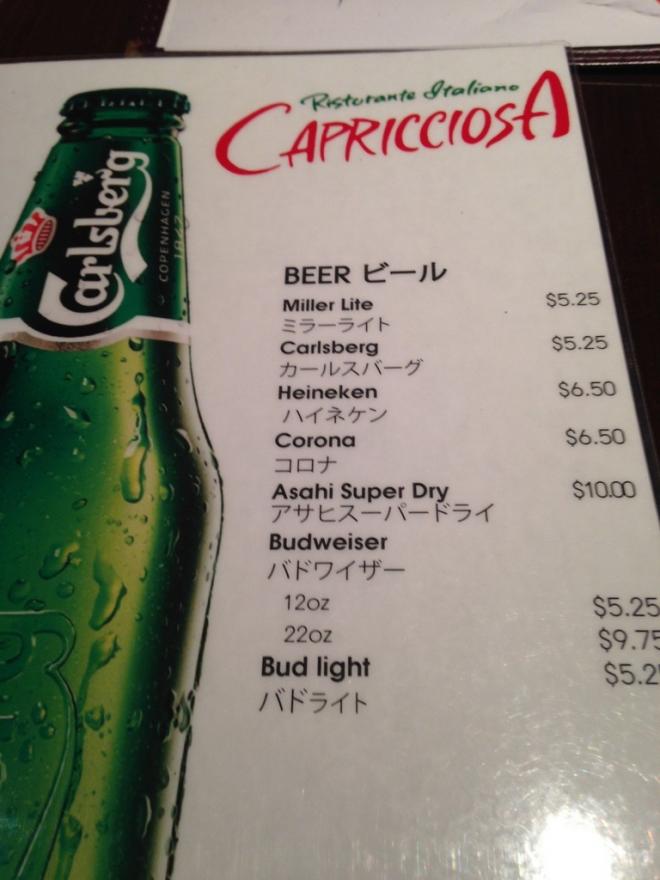 Ristorante Italiano
CAPRICCIOSA
Carlsberg
COPENHAGEN
BEER ビール
Miller Lite $5.25
ミラーライト
Carlsberg $5.25
カールスバーグ
Heineken $6.50
ハイネケン
Corona $6.50
コロナ
Asahi Super Dry $10.00
アサヒスーパードライ
Budweiser
バドワイザー
12oz $5.25
22oz $9.75
Bud light $5.2
バドライト